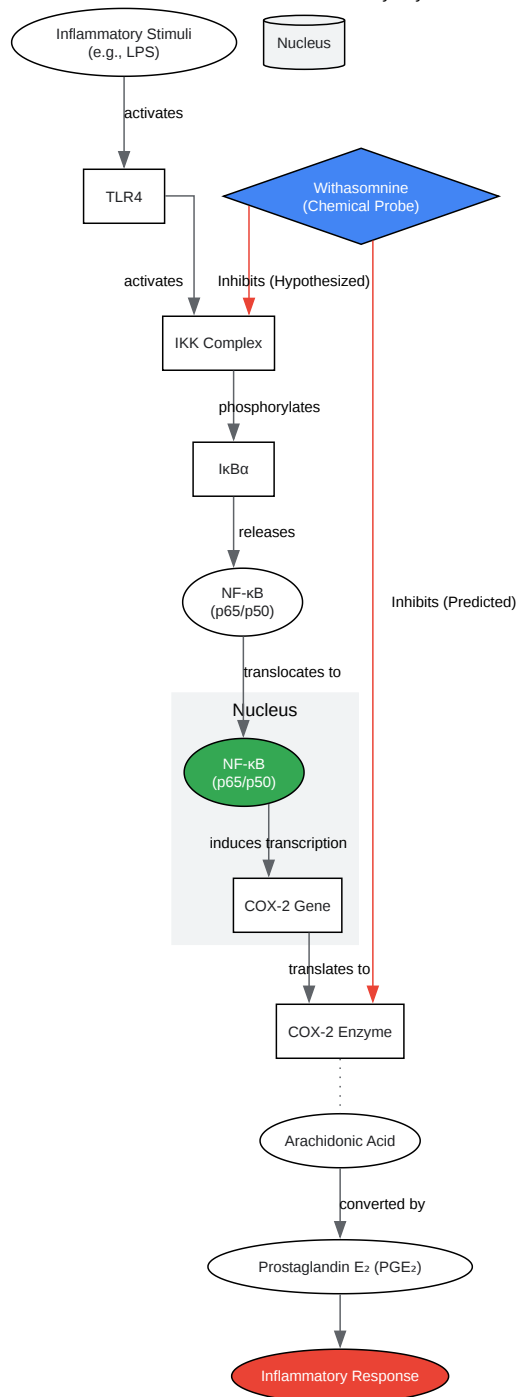 Inflammatory Stimuli
(e.g., LPS)
Nucleus
activates
TLR4
Withasomnine
(Chemical Probe)
activates
Inhibits (Hypothesized)
IKK Complex
phosphorylates
IκBα
releases
NF-κB
(p65/p50)
Inhibits (Predicted)
translocates to
Nucleus
NF-κB
(p65/p50)
induces transcription
COX-2 Gene
translates to
COX-2 Enzyme
Arachidonic Acid
converted by
Prostaglandin E₂ (PGE₂)
Inflammatory Response